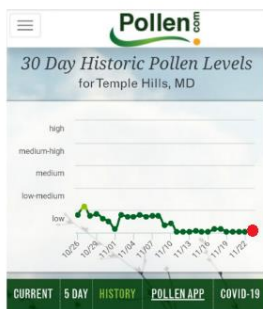 Pollen.com
30 Day Historic Pollen Levels
for Temple Hills, MD
high
medium-high
medium
low-medium
low
10/26 10/29 11/01 11/04 11/07 11/10 11/13 11/16 11/19 11/22
CURRENT 5 DAY HISTORY POLLEN APP COVID-19